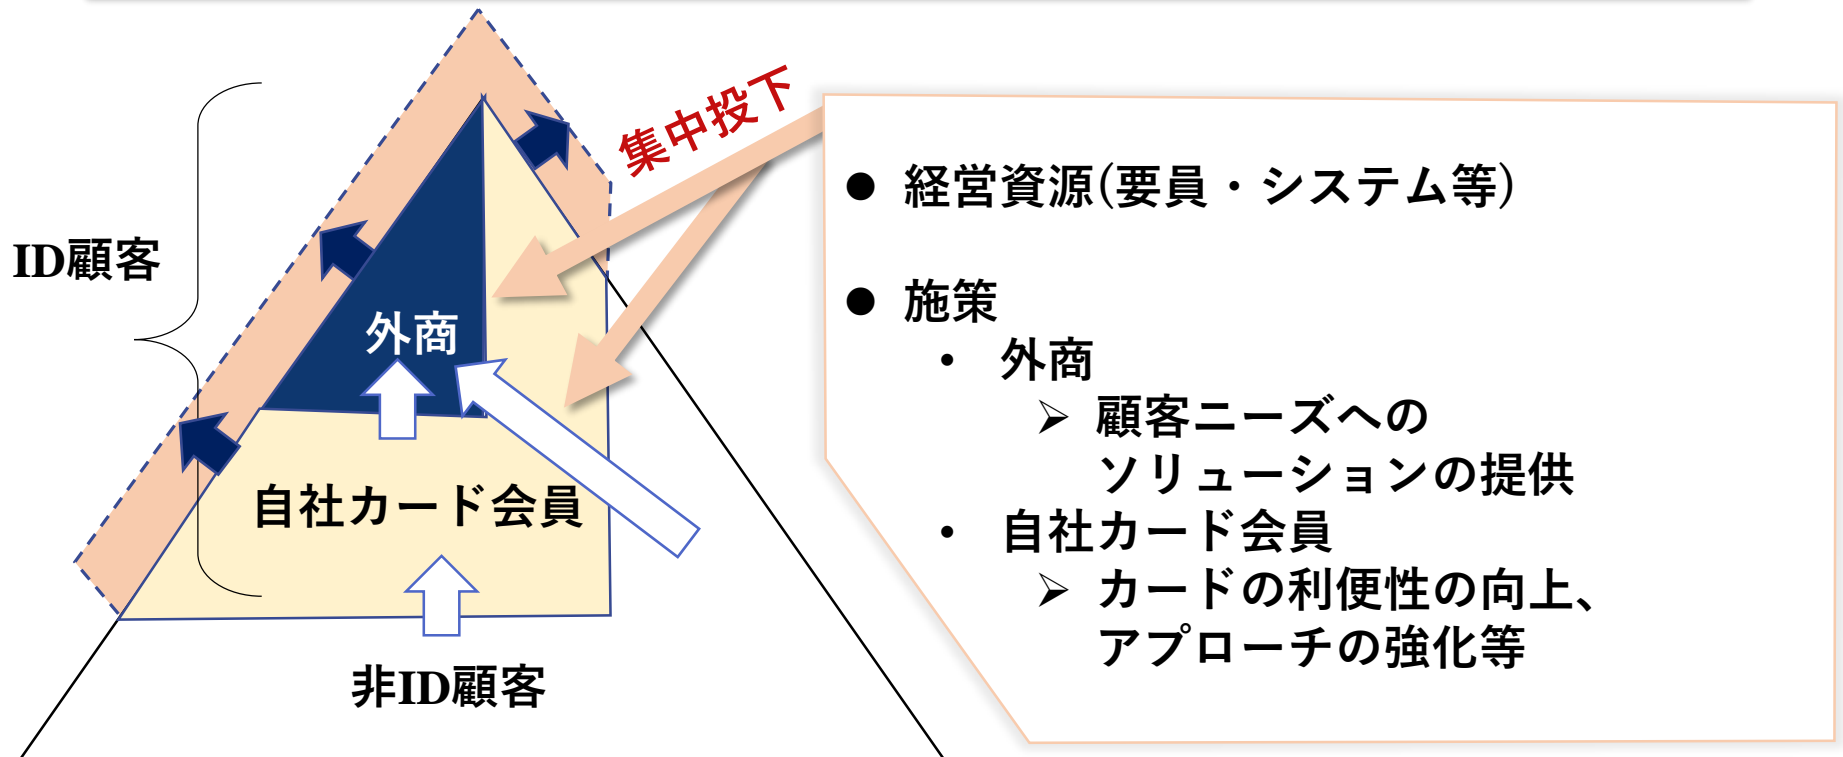 集中投下
ID顧客
外商
自社カード会員
非ID顧客
● 経営資源(要員・システム等)
● 施策
・ 外商
➢ 顧客ニーズへの
ソリューションの提供
・ 自社カード会員
➢ カードの利便性の向上、
アプローチの強化等